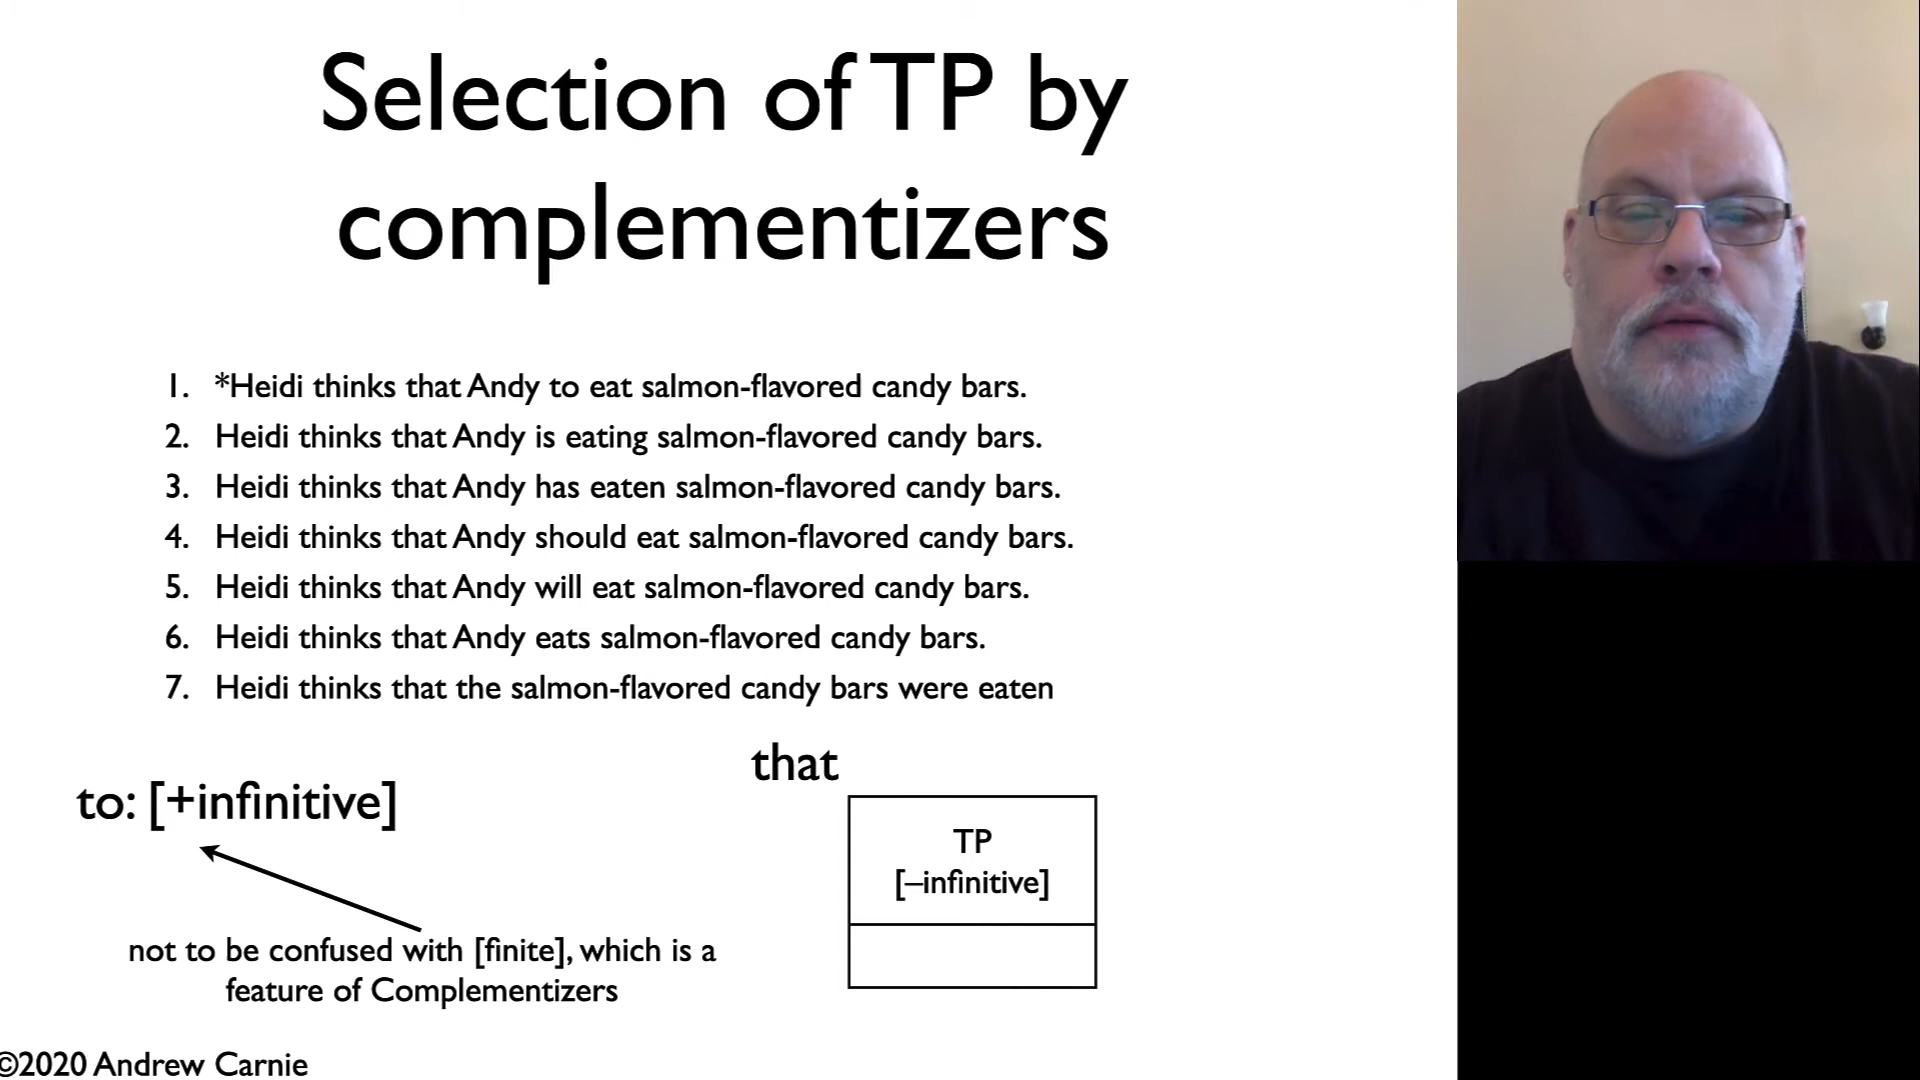 Selection of TP by
complementizers
1. *Heidi thinks that Andy to eat salmon-flavored candy bars.
2. Heidi thinks that Andy is eating salmon-flavored candy bars.
3. Heidi thinks that Andy has eaten salmon-flavored candy bars.
4. Heidi thinks that Andy should eat salmon-flavored candy bars.
5. Heidi thinks that Andy will eat salmon-flavored candy bars.
6. Heidi thinks that Andy eats salmon-flavored candy bars.
7. Heidi thinks that the salmon-flavored candy bars were eaten
to: [+infinitive]
not to be confused with [finite], which is a
feature of Complementizers
that
TP
[–infinitive]
©2020 Andrew Carnie